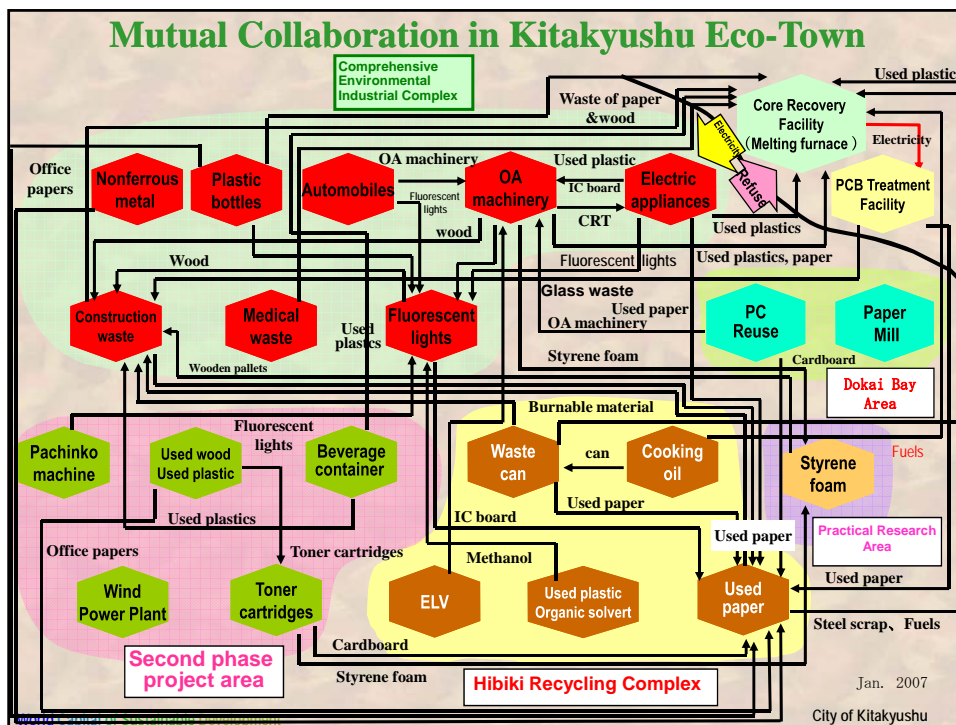 Mutual Collaboration in Kitakyushu Eco-Town
Comprehensive
Environmental
Industrial Complex
Used plastic
Waste of paper
&wood
Core Recovery
Facility
(Melting furnace)
Electricity
Refuse
Electricity
Office
papers
Nonferrous
metal
Plastic
bottles
Automobiles
OA machinery
Fluorescent
lights
OA
machinery
Used plastic
IC board
CRT
Electric
appliances
PCB Treatment
Facility
Used plastics
wood
Used plastics, paper
Wood
Fluorescent lights
Glass waste
Construction
waste
Medical
waste
Used
plastcs
Fluorescent
lights
Used paper
OA machinery
PC
Reuse
Paper
Mill
Styrene foam
Cardboard
Wooden pallets
Dokai Bay
Area
Burnable material
Fluorescent
lights
Pachinko
machine
Used wood
Used plastic
Beverage
container
Waste
can
can
Cooking
oil
Styrene
foam
Fuels
Used plastics
IC board
Used paper
Practical Research
Area
Used paper
Office papers
Toner cartridges
Methanol
Used paper
Wind
Power Plant
Toner
cartridges
ELV
Used plastic
Organic solvert
Used
paper
Steel scrap、Fuels
Cardboard
Second phase
project area
Styrene foam
Hibiki Recycling Complex
Jan. 2007
World Capital of Sustainable Development
City of Kitakyushu